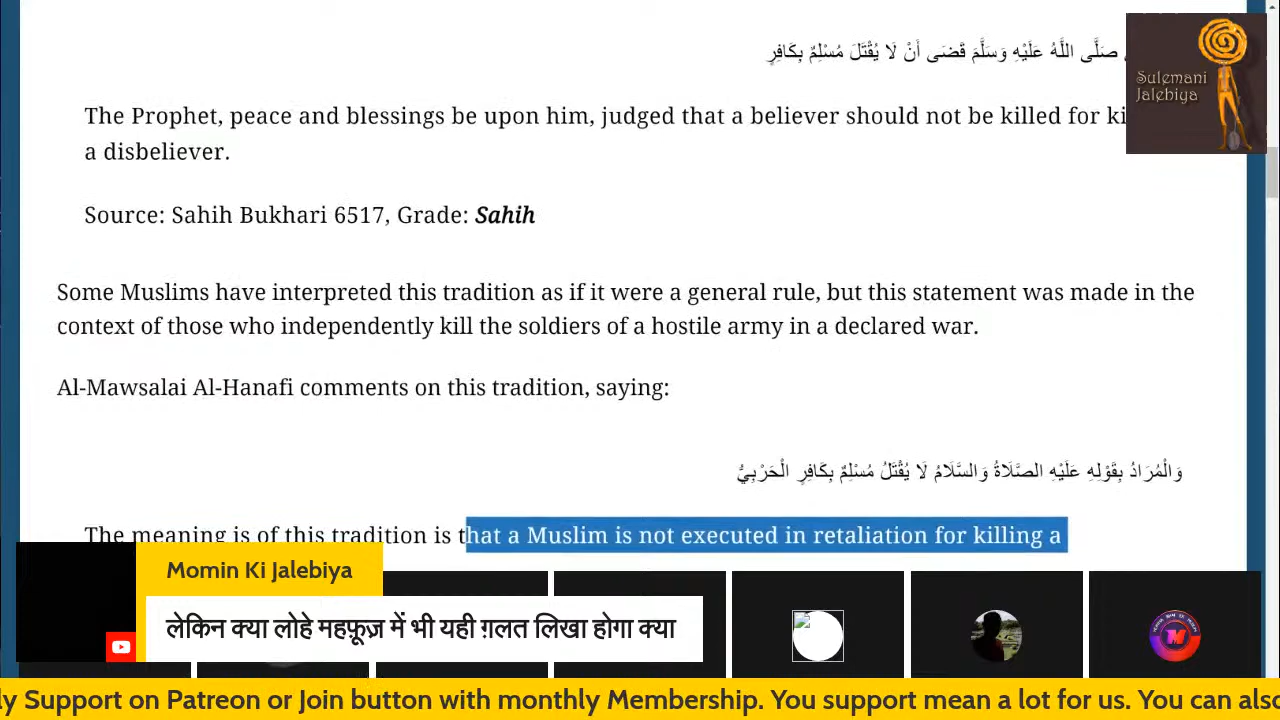 صَلَّى اللَّهُ عَلَيْهِ وَسَلَّمَ قَضَى أَنْ لَا يُقْتَلَ مُسْلِمٌ بِكَافِرٍ
Sulemani
Jalebiya
The Prophet, peace and blessings be upon him, judged that a believer should not be killed for
a disbeliever.
Source: Sahih Bukhari 6517, Grade: Sahih
Some Muslims have interpreted this tradition as if it were a general rule, but this statement was made in the
context of those who independently kill the soldiers of a hostile army in a declared war.
Al-Mawsalai Al-Hanafi comments on this tradition, saying:
وَالْمُرَادُ بِقَوْلِهِ عَلَيْهِ الصَّلَاةُ وَالسَّلَامُ لَا يُقْتَلُ مُسْلِمٌ بِكَافِرِ الْحَرْبِيُّ
The meaning is of this tradition is that a Muslim is not executed in retaliation for killing a
Momin Ki Jalebiya
लेकिन क्या लोहे महफ़ूज़ में भी यही ग़लत लिखा होगा क्या
M
ly Support on Patreon or Join button with monthly Membership. You support mean a lot for us. You can also